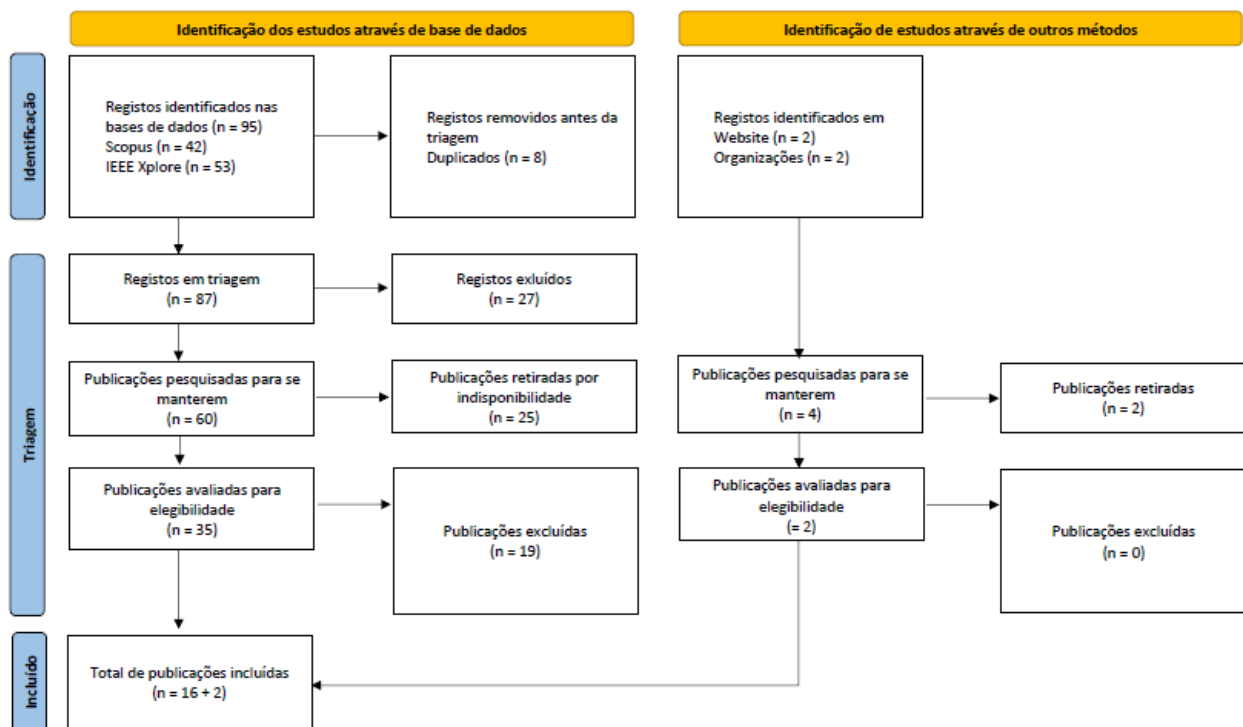 Identificação dos estudos através de base de dados
Identificação de estudos através de outros métodos
Identificação
Registos identificados nas
bases de dados (n = 95)
Scopus (n = 42)
IEEE Xplore (n = 53)
Registos removidos antes da
triagem
Duplicados (n = 8)
Registos identificados em
Website (n = 2)
Organizações (n = 2)
Triagem
Registos em triagem
(n = 87)
Registos exluídos
(n = 27)
Publicações pesquisadas para se
manterem
(n = 60)
Publicações retiradas por
indisponibilidade
(n = 25)
Publicações pesquisadas para se
manterem
(n = 4)
Publicações retiradas
(n = 2)
Publicações avaliadas para
elegibilidade
(n = 35)
Publicações excluídas
(n = 19)
Publicações avaliadas para
elegibilidade
(= 2)
Publicações excluídas
(n = 0)
Incluído
Total de publicações incluídas
(n = 16 + 2)